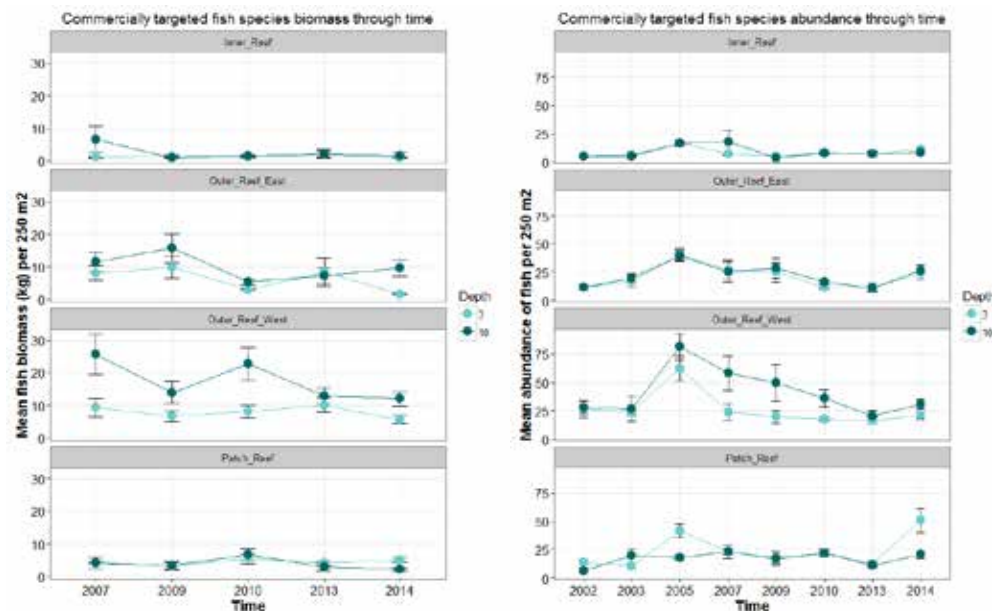 Commercially targeted fish species biomass through time
Mean fish biomass (kg) per 250 m2
Inner_Reef
30
20
10
0
Outer_Reef_East
30
20
10
0
Outer_Reef_West
30
20
10
0
Patch_Reef
30
20
10
0
2007 2009 2010 2013 2014
Time
Depth
3
10
Commercially targeted fish species abundance through time
Mean abundance of fish per 250 m2
Inner_Reef
75
50
25
0
Outer_Reef_East
75
50
25
0
Outer_Reef_West
75
50
25
0
Patch_Reef
75
50
25
0
2002 2003 2005 2007 2009 2010 2013 2014
Time
Depth
3
10